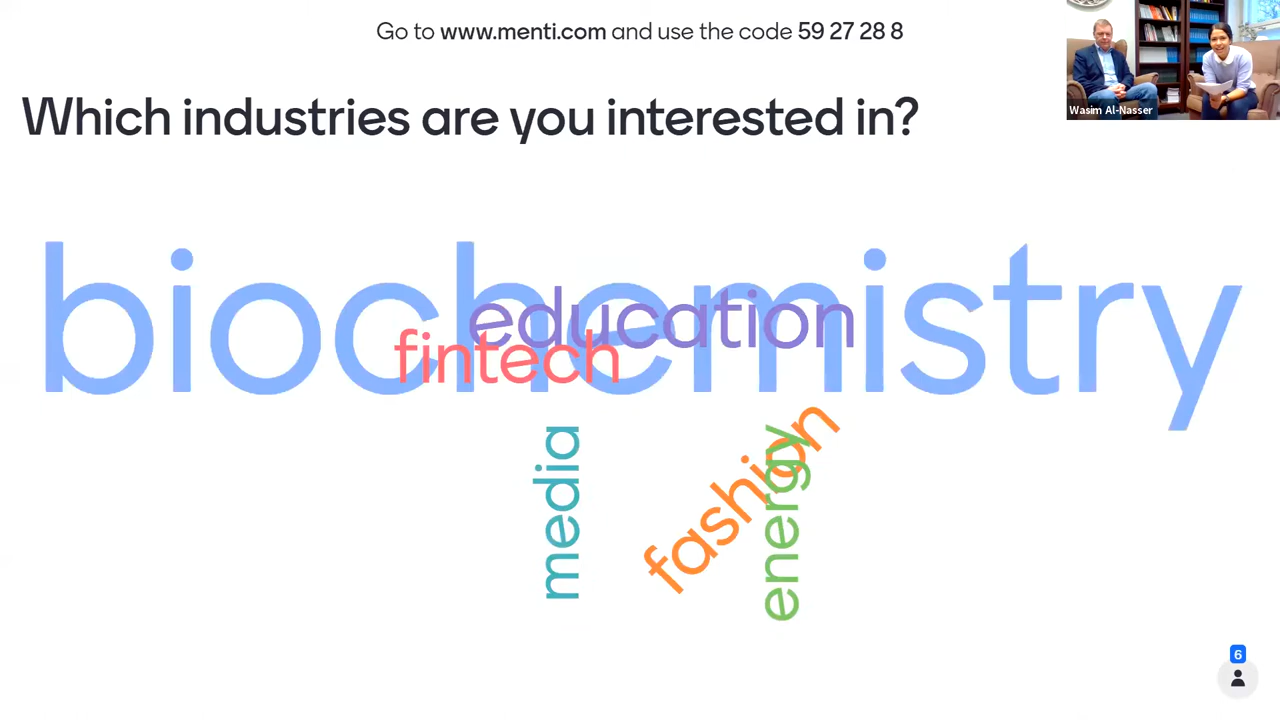 Go to www.menti.com and use the code 59 27 28 8
Wasim Al-Nasser
Which industries are you interested in?
biochemistry
education
fintech
media
fashion
energy
6